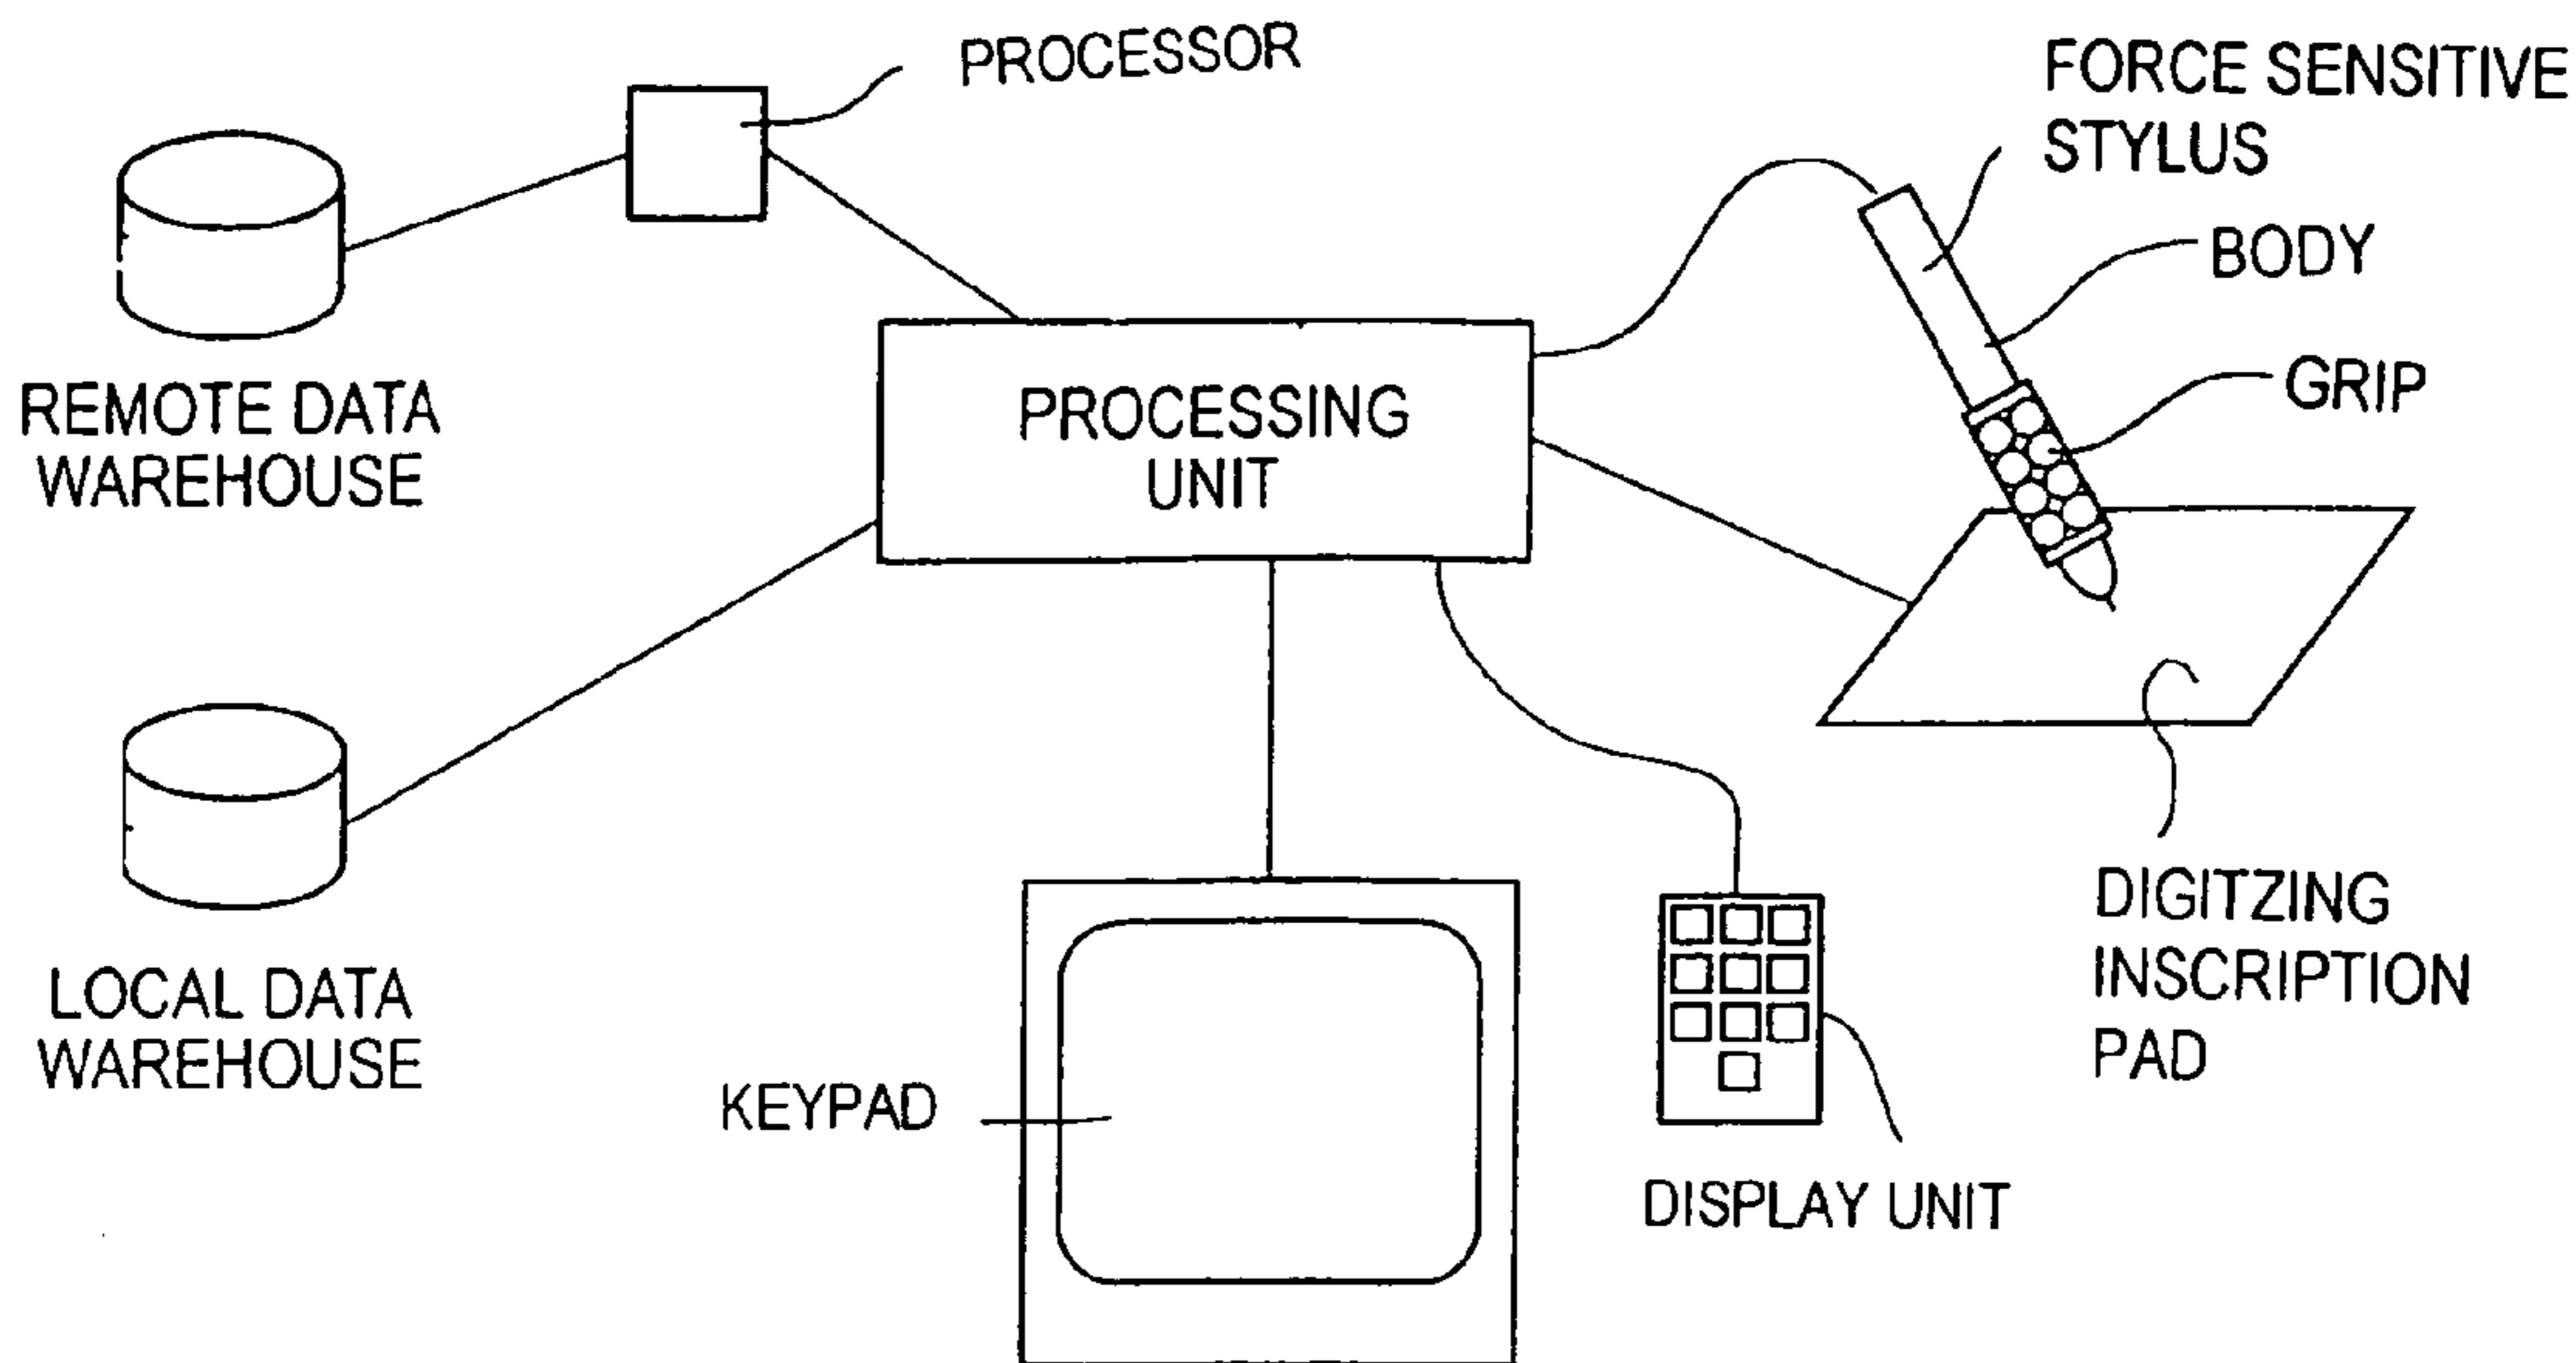 PROCESSOR
FORCE SENSITIVE
STYLUS
BODY
GRIP
REMOTE DATA
WAREHOUSE
PROCESSING
UNIT
LOCAL DATA
WAREHOUSE
KEYPAD
DISPLAY UNIT
DIGITZING
INSCRIPTION
PAD